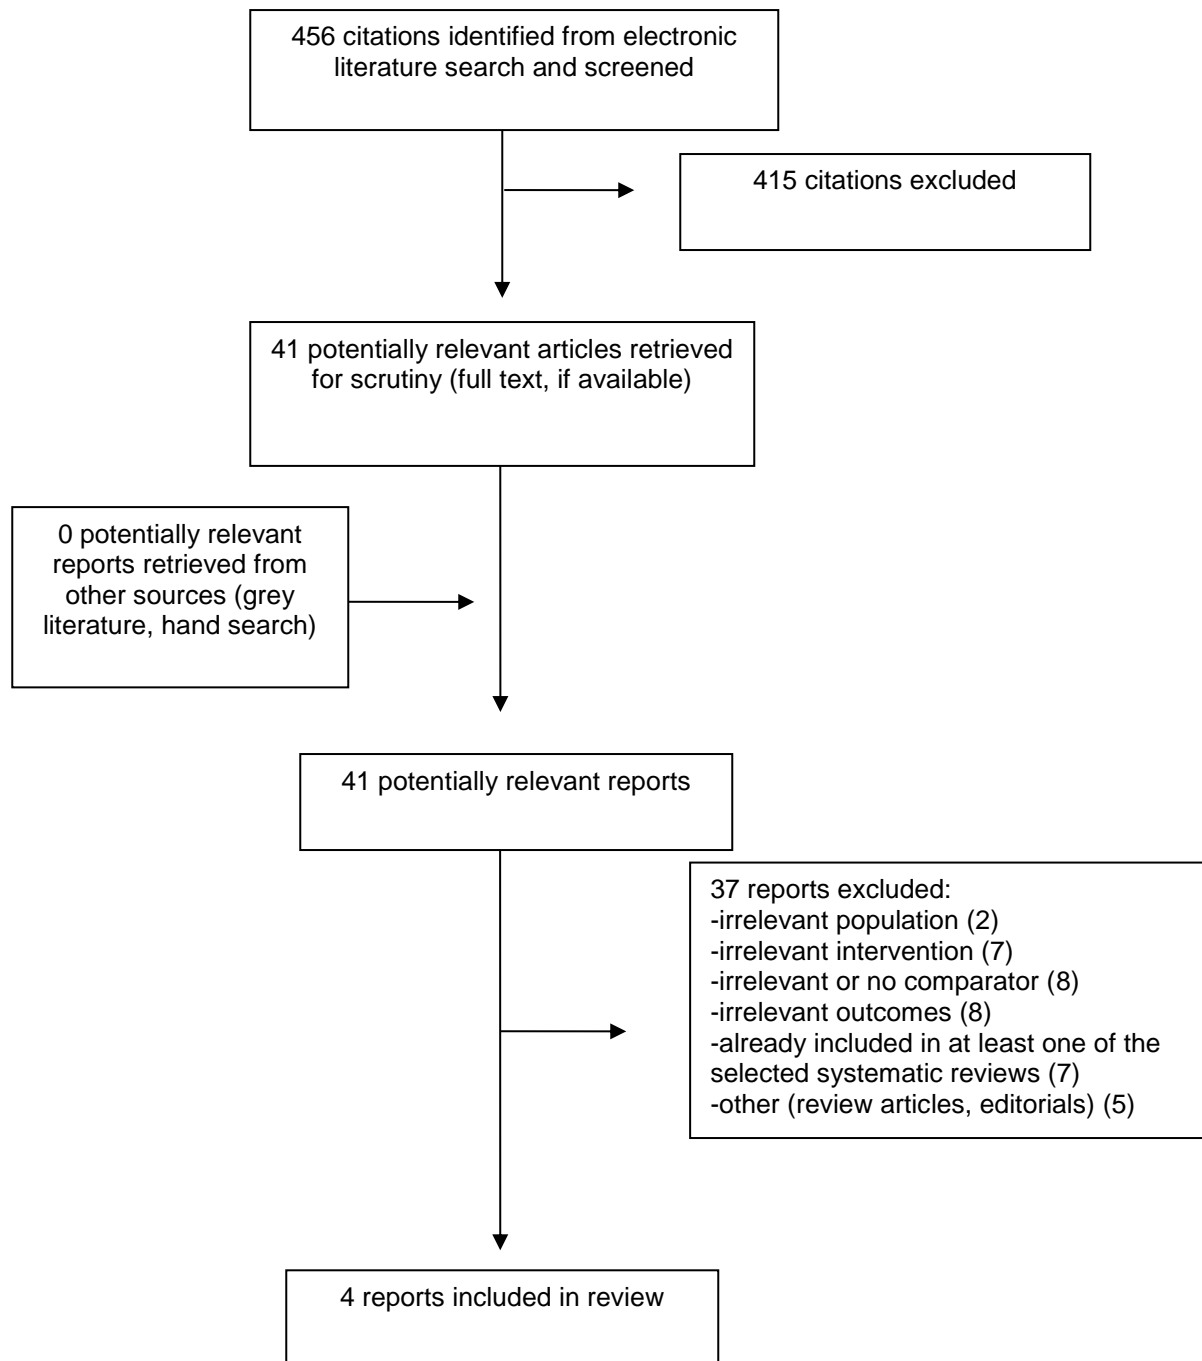 456 citations identified from electronic
literature search and screened
415 citations excluded
41 potentially relevant articles retrieved
for scrutiny (full text, if available)
0 potentially relevant
reports retrieved from
other sources (grey
literature, hand search)
41 potentially relevant reports
37 reports excluded:
-irrelevant population (2)
-irrelevant intervention (7)
-irrelevant or no comparator (8)
-irrelevant outcomes (8)
-already included in at least one of the
selected systematic reviews (7)
-other (review articles, editorials) (5)
4 reports included in review